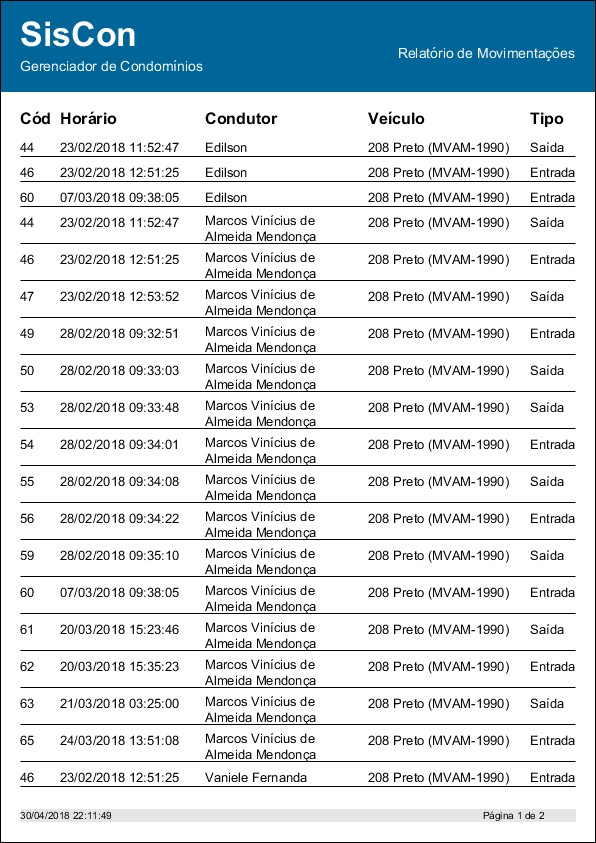 SisCon
Gerenciador de Condomínios
Relatório de Movimentações
Cód Horário Condutor Veículo Tipo
44 23/02/2018 11:52:47 Edilson 208 Preto (MVAM-1990) Saída
46 23/02/2018 12:51:25 Edilson 208 Preto (MVAM-1990) Entrada
60 07/03/2018 09:38:05 Edilson 208 Preto (MVAM-1990) Entrada
44 23/02/2018 11:52:47 Marcos Vinícius de 208 Preto (MVAM-1990) Saída
Almeida Mendonça
46 23/02/2018 12:51:25 Marcos Vinícius de 208 Preto (MVAM-1990) Entrada
Almeida Mendonça
47 23/02/2018 12:53:52 Marcos Vinícius de 208 Preto (MVAM-1990) Saída
Almeida Mendonça
49 28/02/2018 09:32:51 Marcos Vinícius de 208 Preto (MVAM-1990) Entrada
Almeida Mendonça
50 28/02/2018 09:33:03 Marcos Vinícius de 208 Preto (MVAM-1990) Saída
Almeida Mendonça
53 28/02/2018 09:33:48 Marcos Vinícius de 208 Preto (MVAM-1990) Saída
Almeida Mendonça
54 28/02/2018 09:34:01 Marcos Vinícius de 208 Preto (MVAM-1990) Entrada
Almeida Mendonça
55 28/02/2018 09:34:08 Marcos Vinícius de 208 Preto (MVAM-1990) Saída
Almeida Mendonça
56 28/02/2018 09:34:22 Marcos Vinícius de 208 Preto (MVAM-1990) Entrada
Almeida Mendonça
59 28/02/2018 09:35:10 Marcos Vinícius de 208 Preto (MVAM-1990) Saída
Almeida Mendonça
60 07/03/2018 09:38:05 Marcos Vinícius de 208 Preto (MVAM-1990) Entrada
Almeida Mendonça
61 20/03/2018 15:23:46 Marcos Vinícius de 208 Preto (MVAM-1990) Saída
Almeida Mendonça
62 20/03/2018 15:35:23 Marcos Vinícius de 208 Preto (MVAM-1990) Entrada
Almeida Mendonça
63 21/03/2018 03:25:00 Marcos Vinícius de 208 Preto (MVAM-1990) Saída
Almeida Mendonça
65 24/03/2018 13:51:08 Marcos Vinícius de 208 Preto (MVAM-1990) Entrada
Almeida Mendonça
46 23/02/2018 12:51:25 Vaniele Fernanda 208 Preto (MVAM-1990) Entrada
30/04/2018 22:11:49 Página 1 de 2